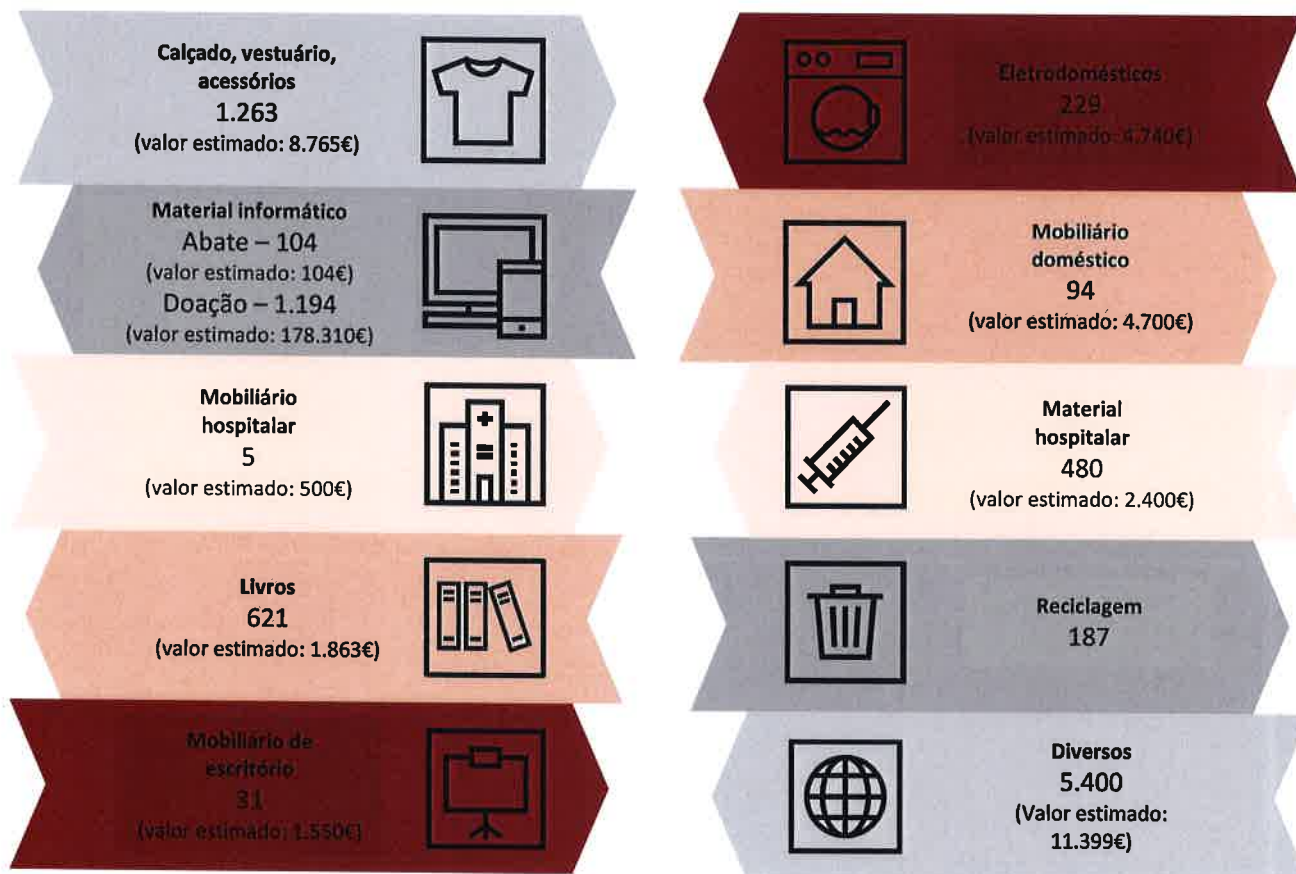 Calçado, vestuário,
acessórios
1.263
(valor estimado: 8.765€)
Material informático
Abate – 104
(valor estimado: 104€)
Doação – 1.194
(valor estimado: 178.310€)
Mobiliário
hospitalar
5
(valor estimado: 500€)
Livros
621
(valor estimado: 1.863€)
Mobiliário de
escritório
31
(valor estimado: 1.550€)
Eletrodomésticos
229
(valor estimado: 4.740€)
Mobiliário
doméstico
94
(valor estimado: 4.700€)
Material
hospitalar
480
(valor estimado: 2.400€)
Reciclagem
187
Diversos
5.400
(Valor estimado:
11.399€)